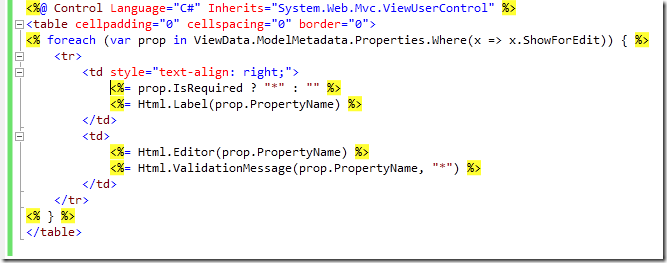 <%@ Control Language="C#" Inherits="System.Web.Mvc.ViewUserControl" %>
<table cellpadding="0" cellspacing="0" border="0">
<% foreach (var prop in ViewData.ModelMetadata.Properties.Where(x => x.ShowForEdit)) { %>
    <tr>
        <td style="text-align: right;">
            <%= prop.IsRequired ? "*" : "" %>
            <%= Html.Label(prop.PropertyName) %>
        </td>
        <td>
            <%= Html.Editor(prop.PropertyName) %>
            <%= Html.ValidationMessage(prop.PropertyName, "*") %>
        </td>
    </tr>
<% } %>
</table>